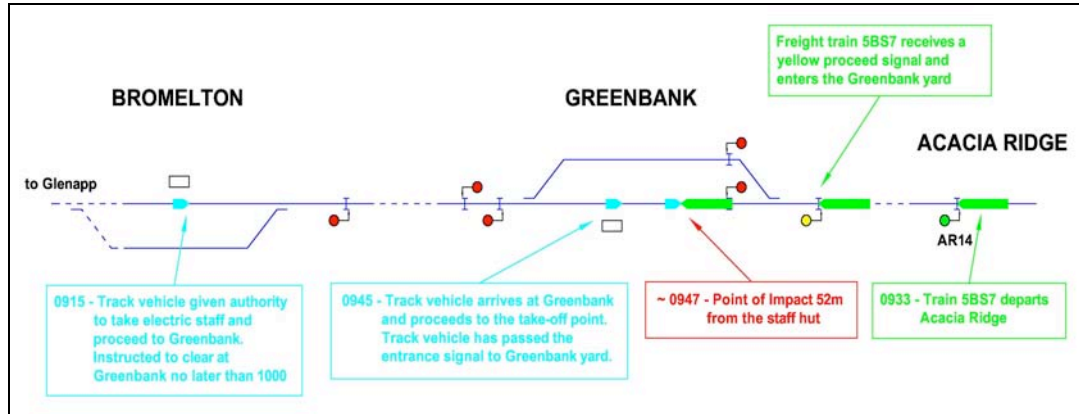 Freight train 5BS7 receives a
yellow proceed signal and
enters the Greenbank yard
BROMELTON
GREENBANK
ACACIA RIDGE
to Glenapp
AR14
0915 - Track vehicle given authority
to take electric staff and
proceed to Greenbank.
Instructed to clear at
Greenbank no later than 1000
0945 - Track vehicle arrives at Greenbank
and proceeds to the take-off point.
Track vehicle has passed the
entrance signal to Greenbank yard.
~ 0947 - Point of Impact 52m
from the staff hut
0933 - Train 5BS7 departs
Acacia Ridge